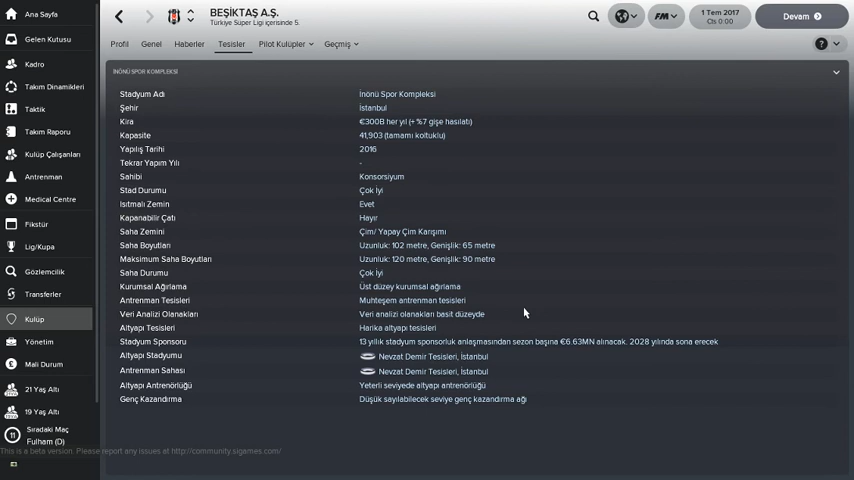 Ana Sayfa
Gelen Kutusu
Kadro
Takım Dinamikleri
Taktik
Takım Raporu
Kulüp Çalışanları
Antrenman
Medical Centre
Fikstür
Lig/Kupa
Gözlemcilik
Transferler
Kulüp
Yönetim
Mali Durum
21 Yaş Altı
19 Yaş Altı
11
Sıradaki Maç
Fulham (D)
BEŞİKTAŞ A.Ş.
Türkiye Süper Ligi içerisinde 5.
FM
1 Tem 2017
Cts 0:00
Devam
Profil Genel Haberler Tesisler Pilot Kulüpler Geçmiş
?
İNÖNÜ SPOR KOMPLEKSİ
Stadyum Adı İnönü Spor Kompleksi
Şehir İstanbul
Kira €300B her yıl (+ %7 gişe hasılatı)
Kapasite 41,903 (tamamı koltuklu)
Yapılış Tarihi 2016
Tekrar Yapım Yılı -
Sahibi Konsorsiyum
Stad Durumu Çok İyi
Isıtmalı Zemin Evet
Kapanabilir Çatı Hayır
Saha Zemini Çim/ Yapay Çim Karışımı
Saha Boyutları Uzunluk: 102 metre, Genişlik: 65 metre
Maksimum Saha Boyutları Uzunluk: 120 metre, Genişlik: 90 metre
Saha Durumu Çok İyi
Kurumsal Ağırlama Üst düzey kurumsal ağırlama
Antrenman Tesisleri Muhteşem antrenman tesisleri
Veri Analizi Olanakları Veri analizi olanakları basit düzeyde
Altyapı Tesisleri Harika altyapı tesisleri
Stadyum Sponsoru 13 yıllık stadyum sponsorluk anlaşmasından sezon başına €6.63MN alınacak. 2028 yılında sona erecek
Altyapı Stadyumu Nevzat Demir Tesisleri, İstanbul
Antrenman Sahası Nevzat Demir Tesisleri, İstanbul
Altyapı Antrenörlüğü Yeterli seviyede altyapı antrenörlüğü
Genç Kazandırma Düşük sayılabilecek seviye genç kazandırma ağı
This is a beta version. Please report any issues at http://community.sigames.com/